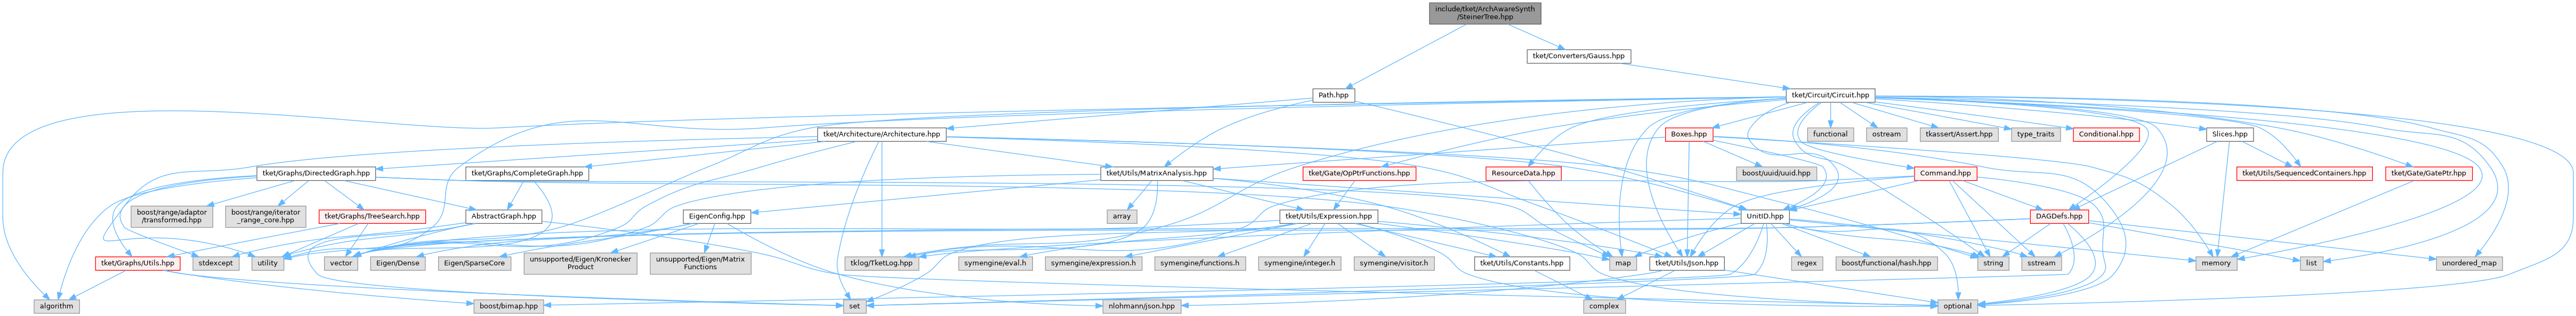 include/tket/ArchAwareSynth
/SteinerTree.hpp
tket/Converters/Gauss.hpp
Path.hpp
tket/Circuit/Circuit.hpp
tket/Architecture/Architecture.hpp
Boxes.hpp
functional
ostream
tkassert/Assert.hpp
type_traits
Conditional.hpp
Slices.hpp
tket/Graphs/DirectedGraph.hpp
tket/Graphs/CompleteGraph.hpp
tket/Utils/MatrixAnalysis.hpp
tket/Gate/OpPtrFunctions.hpp
ResourceData.hpp
boost/uuid/uuid.hpp
Command.hpp
tket/Utils/SequencedContainers.hpp
tket/Gate/GatePtr.hpp
boost/range/adaptor
/transformed.hpp
boost/range/iterator
_range_core.hpp
tket/Graphs/TreeSearch.hpp
AbstractGraph.hpp
EigenConfig.hpp
array
tket/Utils/Expression.hpp
UnitID.hpp
DAGDefs.hpp
tket/Graphs/Utils.hpp
stdexcept
utility
vector
Eigen/Dense
Eigen/SparseCore
unsupported/Eigen/Kronecker
Product
unsupported/Eigen/Matrix
Functions
tklog/TketLog.hpp
symengine/eval.h
symengine/expression.h
symengine/functions.h
symengine/integer.h
symengine/visitor.h
tket/Utils/Constants.hpp
map
tket/Utils/Json.hpp
regex
boost/functional/hash.hpp
string
sstream
memory
list
unordered_map
algorithm
boost/bimap.hpp
set
nlohmann/json.hpp
complex
optional